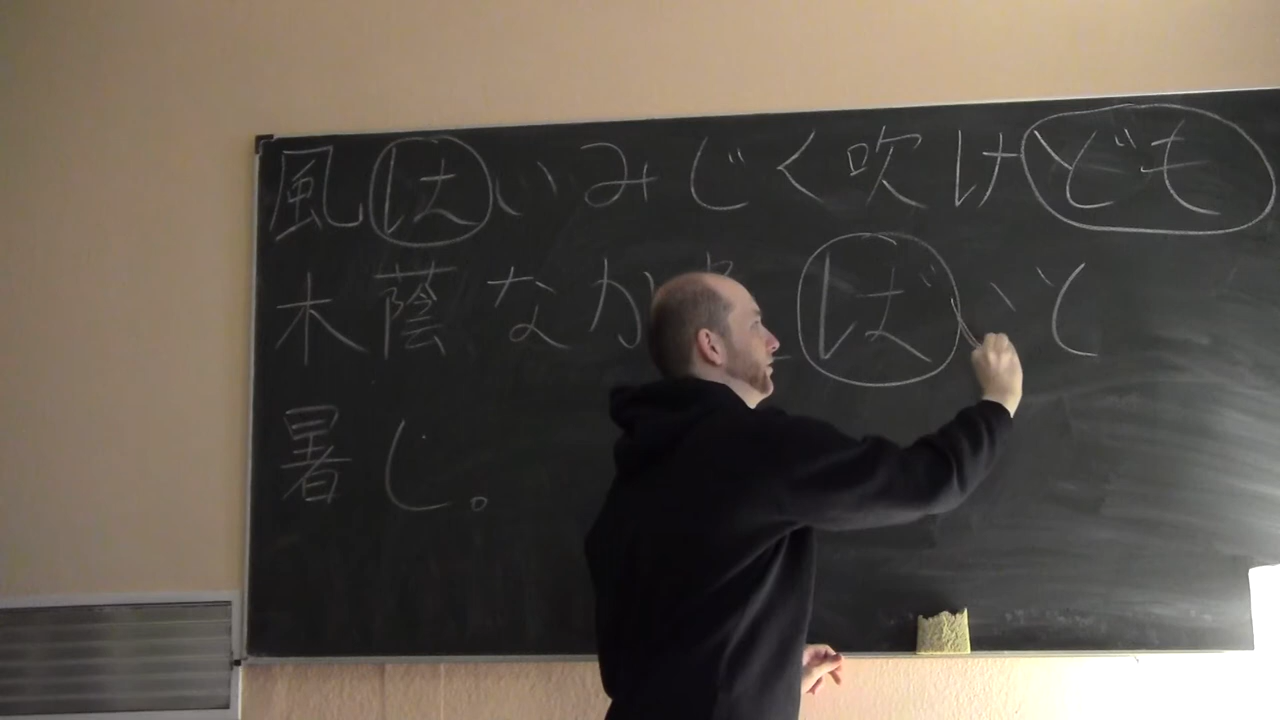 風はいみじく吹けども
木蔭なか ばいと
暑し。